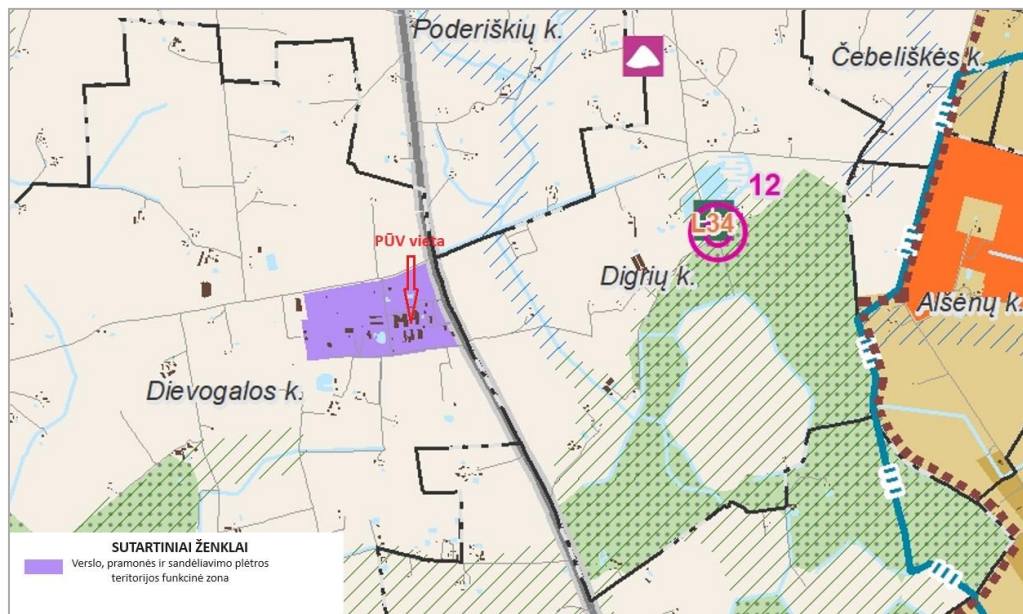 Poderiškių k.
Čebeliškės k.
12
L34
PŪV vieta
Digrių k.
Alšėnų k.
Dievogalos k.
SUTARTINIAI ŽENKLAI
Verslo, pramonės ir sandėliavimo plėtros
teritorijos funkcinė zona